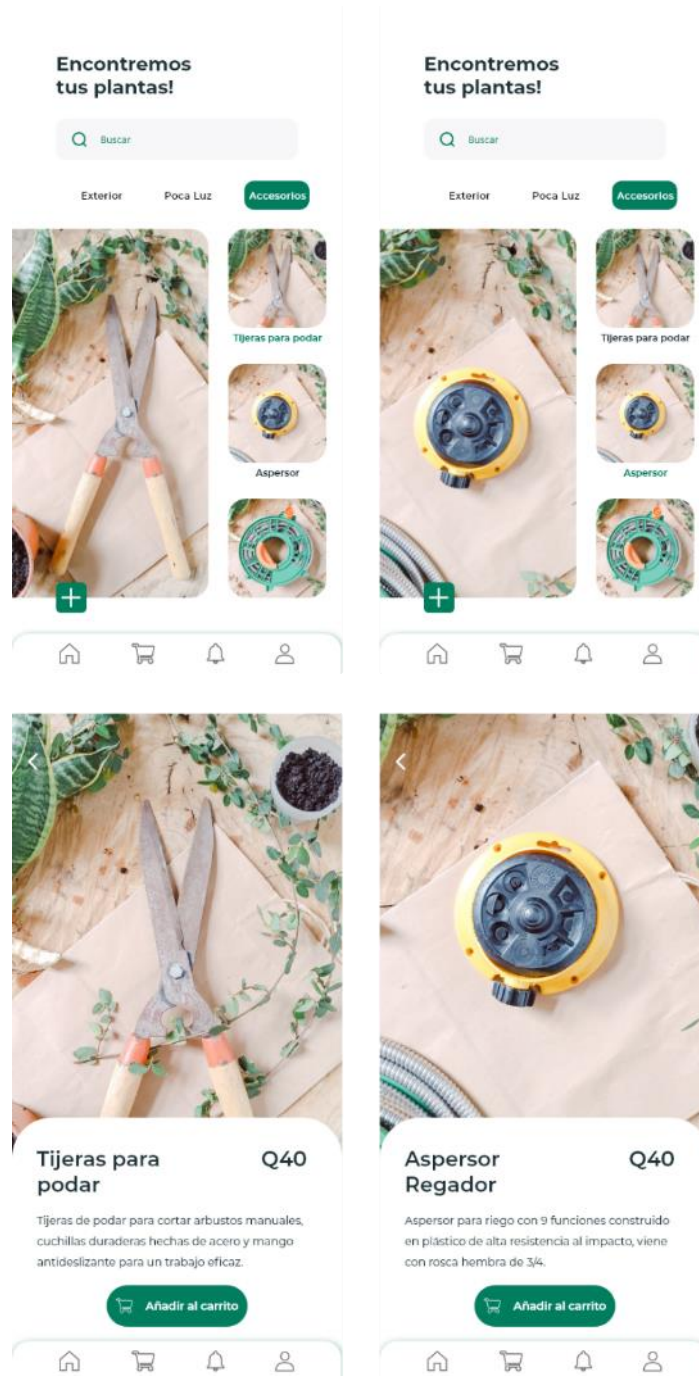 Encontremos
tus plantas!
Buscar
Exterior Poca Luz Accesorios
Tijeras para podar
Aspersor
Encontremos
tus plantas!
Buscar
Exterior Poca Luz Accesorios
Tijeras para podar
Aspersor
Tijeras para
podar
Q40
Tijeras de podar para cortar arbustos manuales,
cuchillas duraderas hechas de acero y mango
antideslizante para un trabajo eficaz.
Añadir al carrito
Aspersor
Regador
Q40
Aspersor para riego con 9 funciones construido
en plástico de alta resistencia al impacto, viene
con rosca hembra de 3/4.
Añadir al carrito